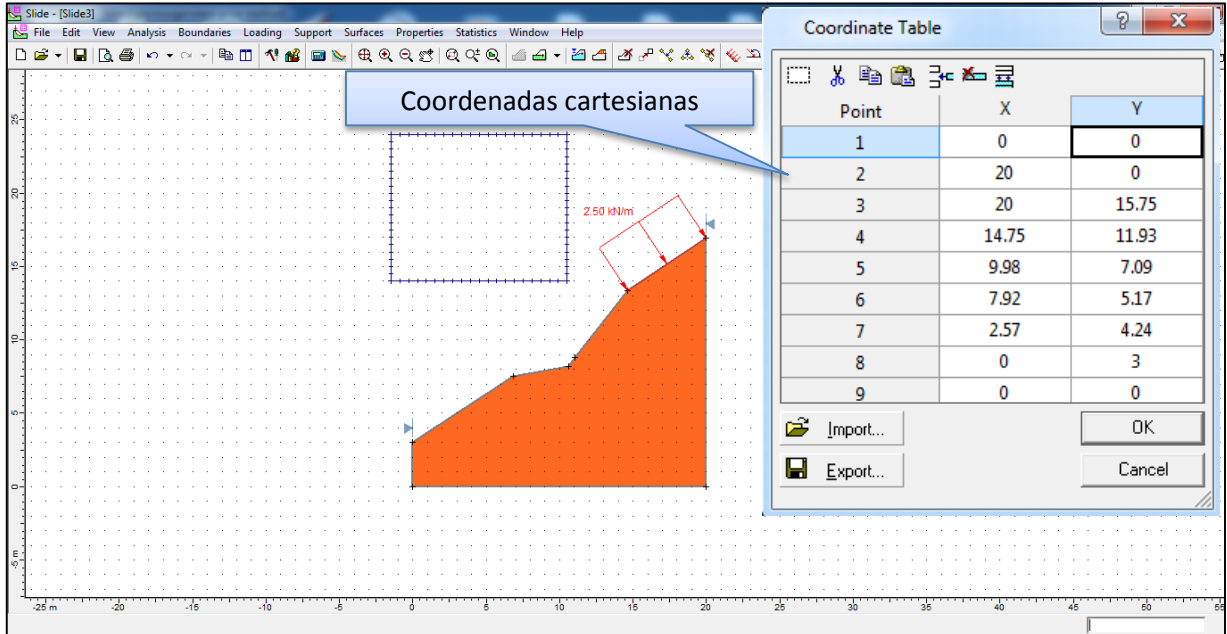 Slide - [Slide3]
File Edit View Analysis Boundaries Loading Support Surfaces Properties Statistics Window Help
Coordenadas cartesianas
Coordinate Table
Point X Y
1 0 0
2 20 0
3 20 15.75
4 14.75 11.93
5 9.98 7.09
6 7.92 5.17
7 2.57 4.24
8 0 3
9 0 0
Import...
OK
Export...
Cancel
2.50 kN/m
25
20
15
10
5
0
-5 m
-25 m -20 -15 -10 -5 0 5 10 15 20 25 30 35 40 45 50 55